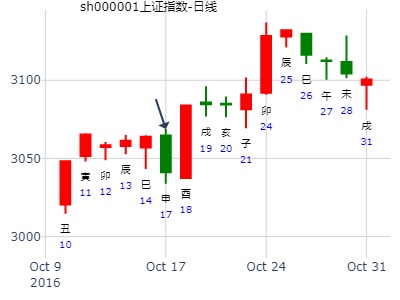 sh000001上证指数-日线
3100
3050
3000
丑
10
寅
11
卯
12
辰
13
巳
14
申
17
酉
18
戌
19
亥
20
子
21
卯
24
辰
25
巳
26
午
27
未
28
戌
31
Oct 9
2016
Oct 17
Oct 24
Oct 31